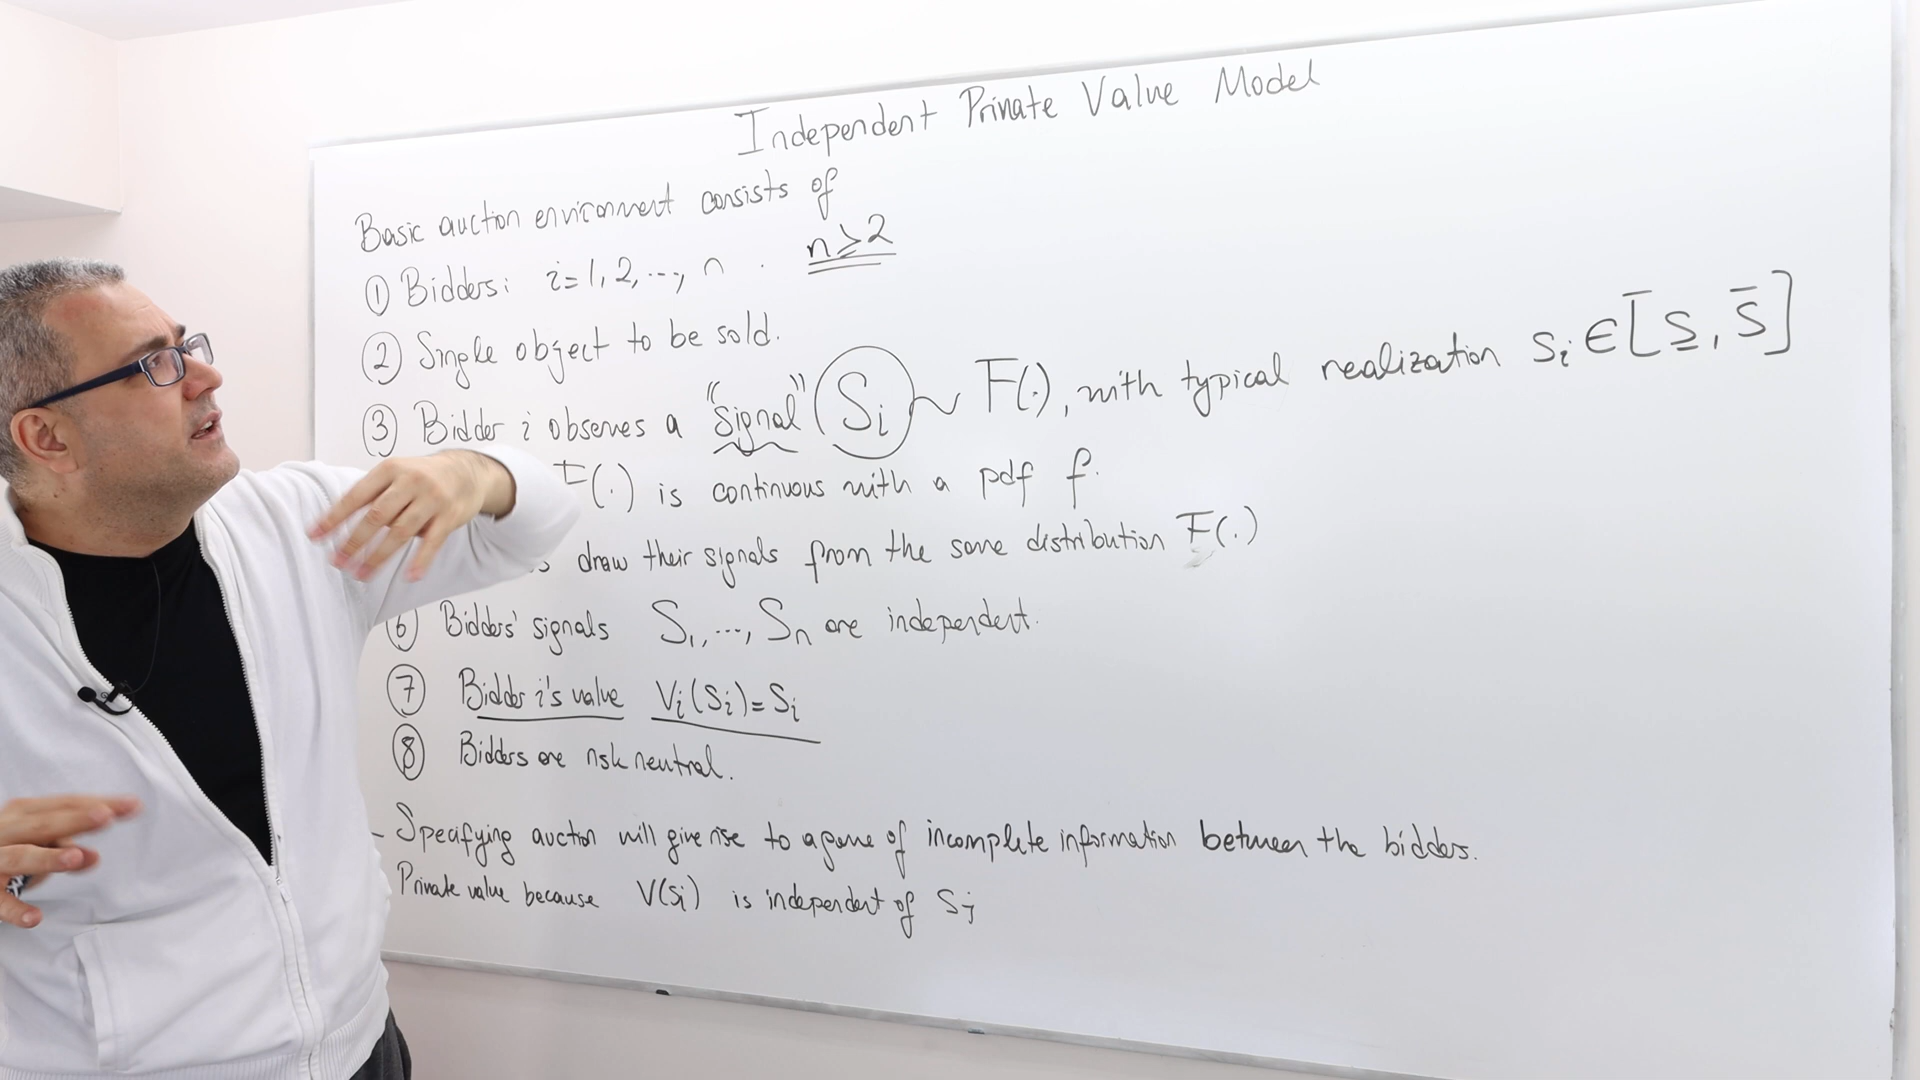 Independent Private Value Model
Basic auction environment consists of
① Bidders: i=1,2,...,n . n≥2
② Single object to be sold.
③ Bidder i observes a "signal" Sᵢ ~ F(.), with typical realization sᵢ ∈ [s̲, s̄]
F(.) is continuous with a pdf f.
draw their signals from the same distribution F(.)
⑥ Bidders' signals S₁,...,Sₙ are independent.
⑦ Bidder i's value Vᵢ(Sᵢ)=Sᵢ
⑧ Bidders are risk neutral.
- Specifying auction will give rise to a game of incomplete information between the bidders.
Private value because V(Sᵢ) is independent of Sⱼ